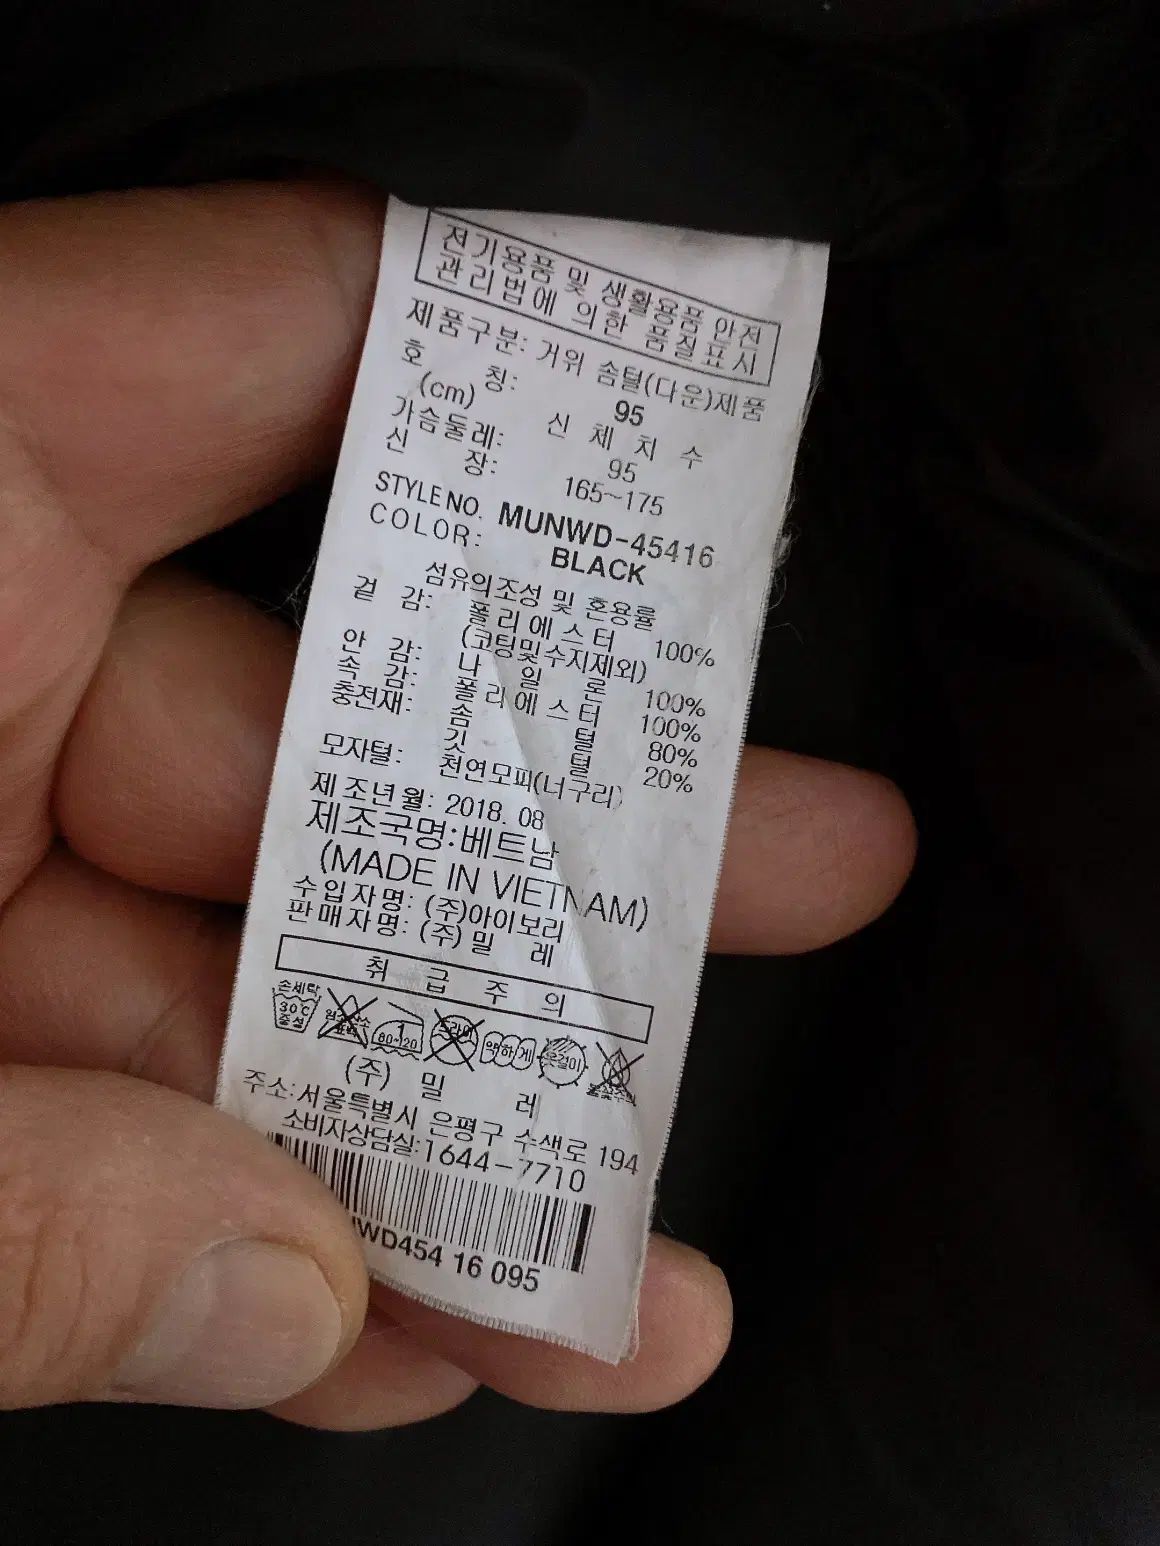 전기용품 및 생활용품 안전
관리법에 의한 품질표시
제품구분: 거위 솜털(다운)제품
호 칭: 95
(cm) 신 체 치 수
가슴둘레: 95
신 장: 165~175
STYLE NO. MUNWD-45416
COLOR: BLACK
섬유의조성 및 혼용률
겉 감: 폴리에스터 100%
(코팅및수지제외)
안 감: 나 일 론 100%
속 감: 폴리에스터 100%
충전재: 솜 털 80%
깃 털 20%
모자털: 천연모피(너구리)
제조년월: 2018. 08
제조국명:베트남
(MADE IN VIETNAM)
수입자명: (주)아이보리
판매자명: (주)밀 레
취 급 주 의
손세탁 30℃ 중성
80~120
드라이
약하게
옷걸이
(주) 밀 레
주소:서울특별시 은평구 수색로 194
소비자상담실:1644-7710
WD454 16 095